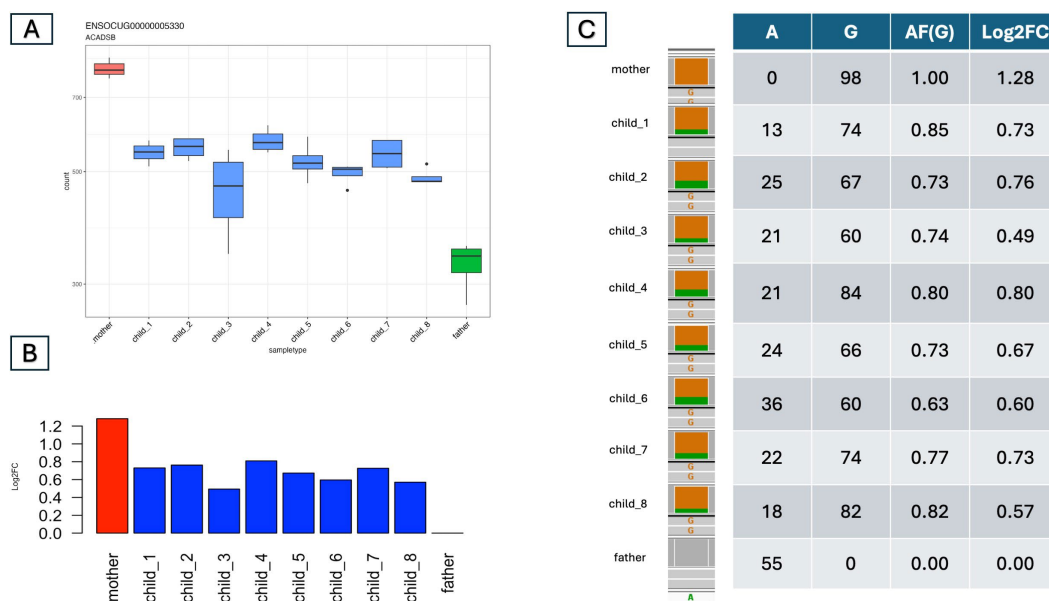 A
ENSOCUG00000005330
ACADSB
700
500
300
count
mother
child_1
child_2
child_3
child_4
child_5
child_6
child_7
child_8
father
sampletype
B
Log2FC
1.2
1.0
0.8
0.6
0.4
0.2
0.0
mother
child_1
child_2
child_3
child_4
child_5
child_6
child_7
child_8
father
C
A G AF(G) Log2FC
mother 0 98 1.00 1.28
G
G
child_1 13 74 0.85 0.73
child_2 25 67 0.73 0.76
G
G
child_3 21 60 0.74 0.49
G
G
child_4 21 84 0.80 0.80
G
G
child_5 24 66 0.73 0.67
G
G
child_6 36 60 0.63 0.60
G
G
child_7 22 74 0.77 0.73
G
G
child_8 18 82 0.82 0.57
G
G
father 55 0 0.00 0.00
A